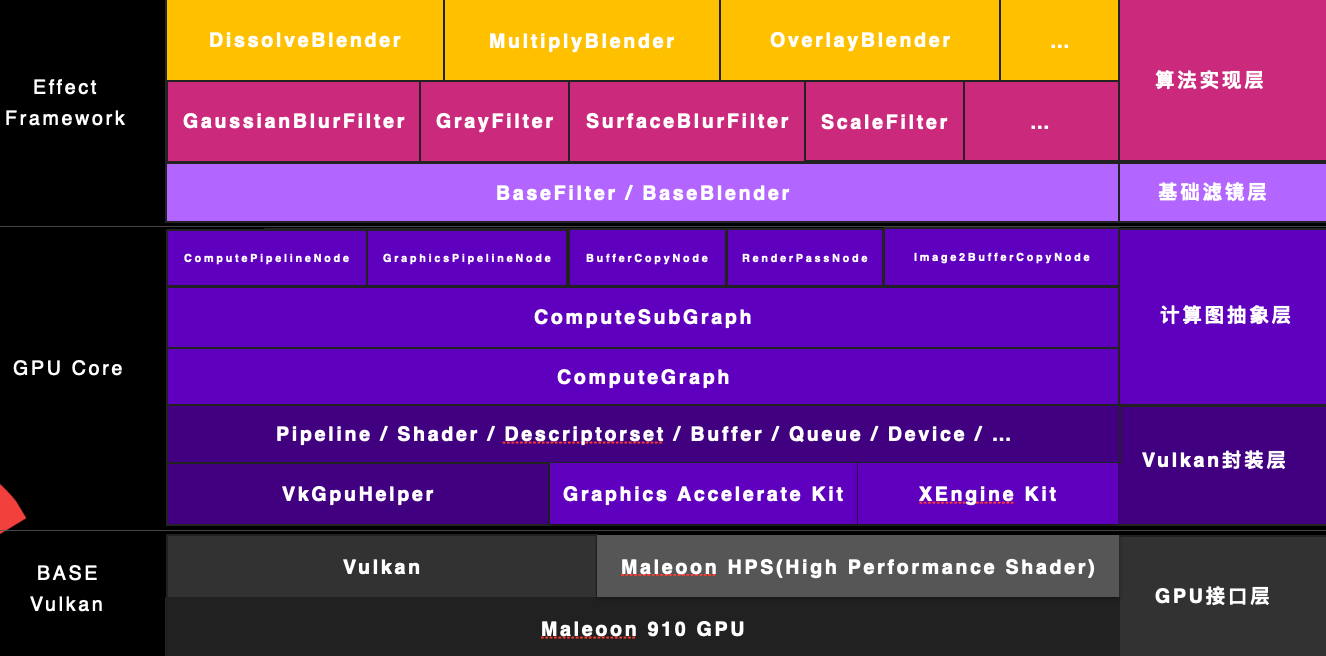 Effect
Framework
DissolveBlender
MultiplyBlender
OverlayBlender
...
算法实现层
GaussianBlurFilter
GrayFilter
SurfaceBlurFilter
ScaleFilter
...
BaseFilter / BaseBlender
基础滤镜层
GPU Core
ComputePipelineNode
GraphicsPipelineNode
BufferCopyNode
RenderPassNode
Image2BufferCopyNode
计算图抽象层
ComputeSubGraph
ComputeGraph
Pipeline / Shader / Descriptorset / Buffer / Queue / Device / ...
Vulkan封装层
VkGpuHelper
Graphics Accelerate Kit
XEngine Kit
BASE
Vulkan
Vulkan
Maleoon HPS(High Performance Shader)
GPU接口层
Maleoon 910 GPU